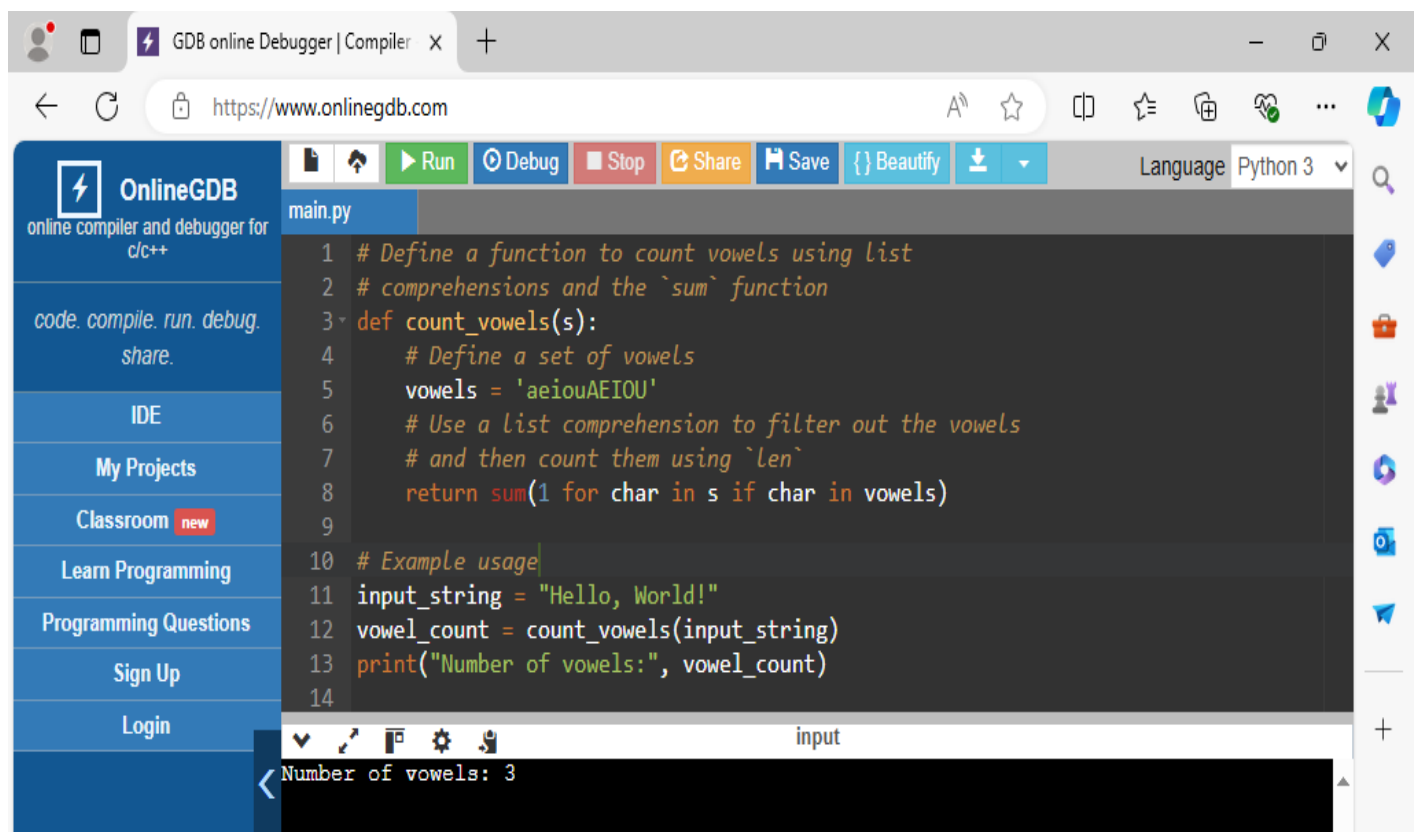 GDB online Debugger | Compiler
https://www.onlinegdb.com
OnlineGDB
online compiler and debugger for
c/c++
code. compile. run. debug.
share.
IDE
My Projects
Classroom new
Learn Programming
Programming Questions
Sign Up
Login
Run Debug Stop Share Save { } Beautify Language Python 3
main.py
1 # Define a function to count vowels using list
2 # comprehensions and the `sum` function
3 def count_vowels(s):
4     # Define a set of vowels
5     vowels = 'aeiouAEIOU'
6     # Use a list comprehension to filter out the vowels
7     # and then count them using `len`
8     return sum(1 for char in s if char in vowels)
9
10 # Example usage
11 input_string = "Hello, World!"
12 vowel_count = count_vowels(input_string)
13 print("Number of vowels:", vowel_count)
14
input
Number of vowels: 3